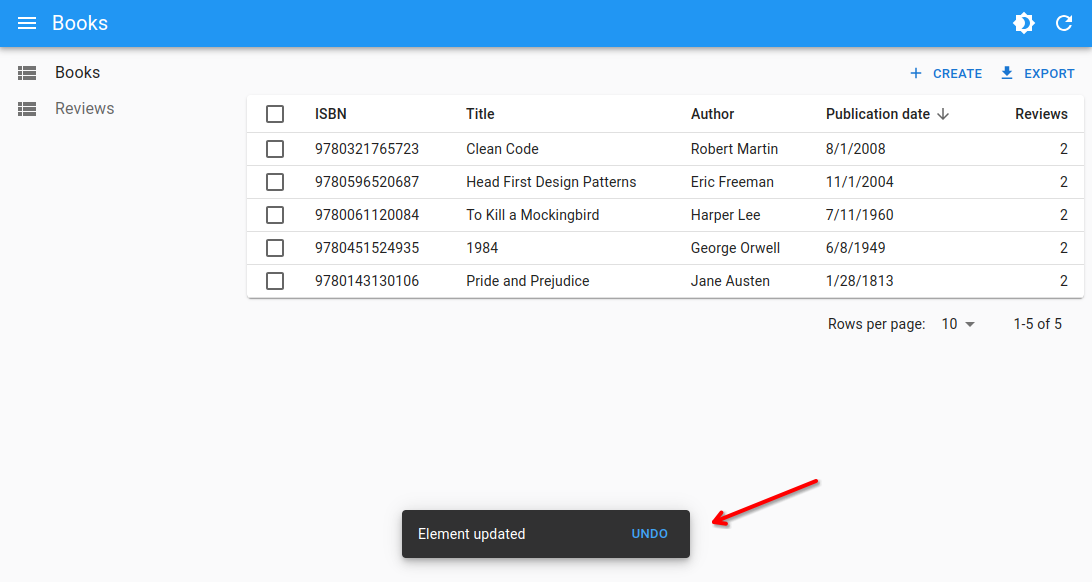 Books
Books
CREATE EXPORT
Reviews
ISBN Title Author Publication date Reviews
9780321765723 Clean Code Robert Martin 8/1/2008 2
9780596520687 Head First Design Patterns Eric Freeman 11/1/2004 2
9780061120084 To Kill a Mockingbird Harper Lee 7/11/1960 2
9780451524935 1984 George Orwell 6/8/1949 2
9780143130106 Pride and Prejudice Jane Austen 1/28/1813 2
Rows per page: 10 1-5 of 5
Element updated UNDO